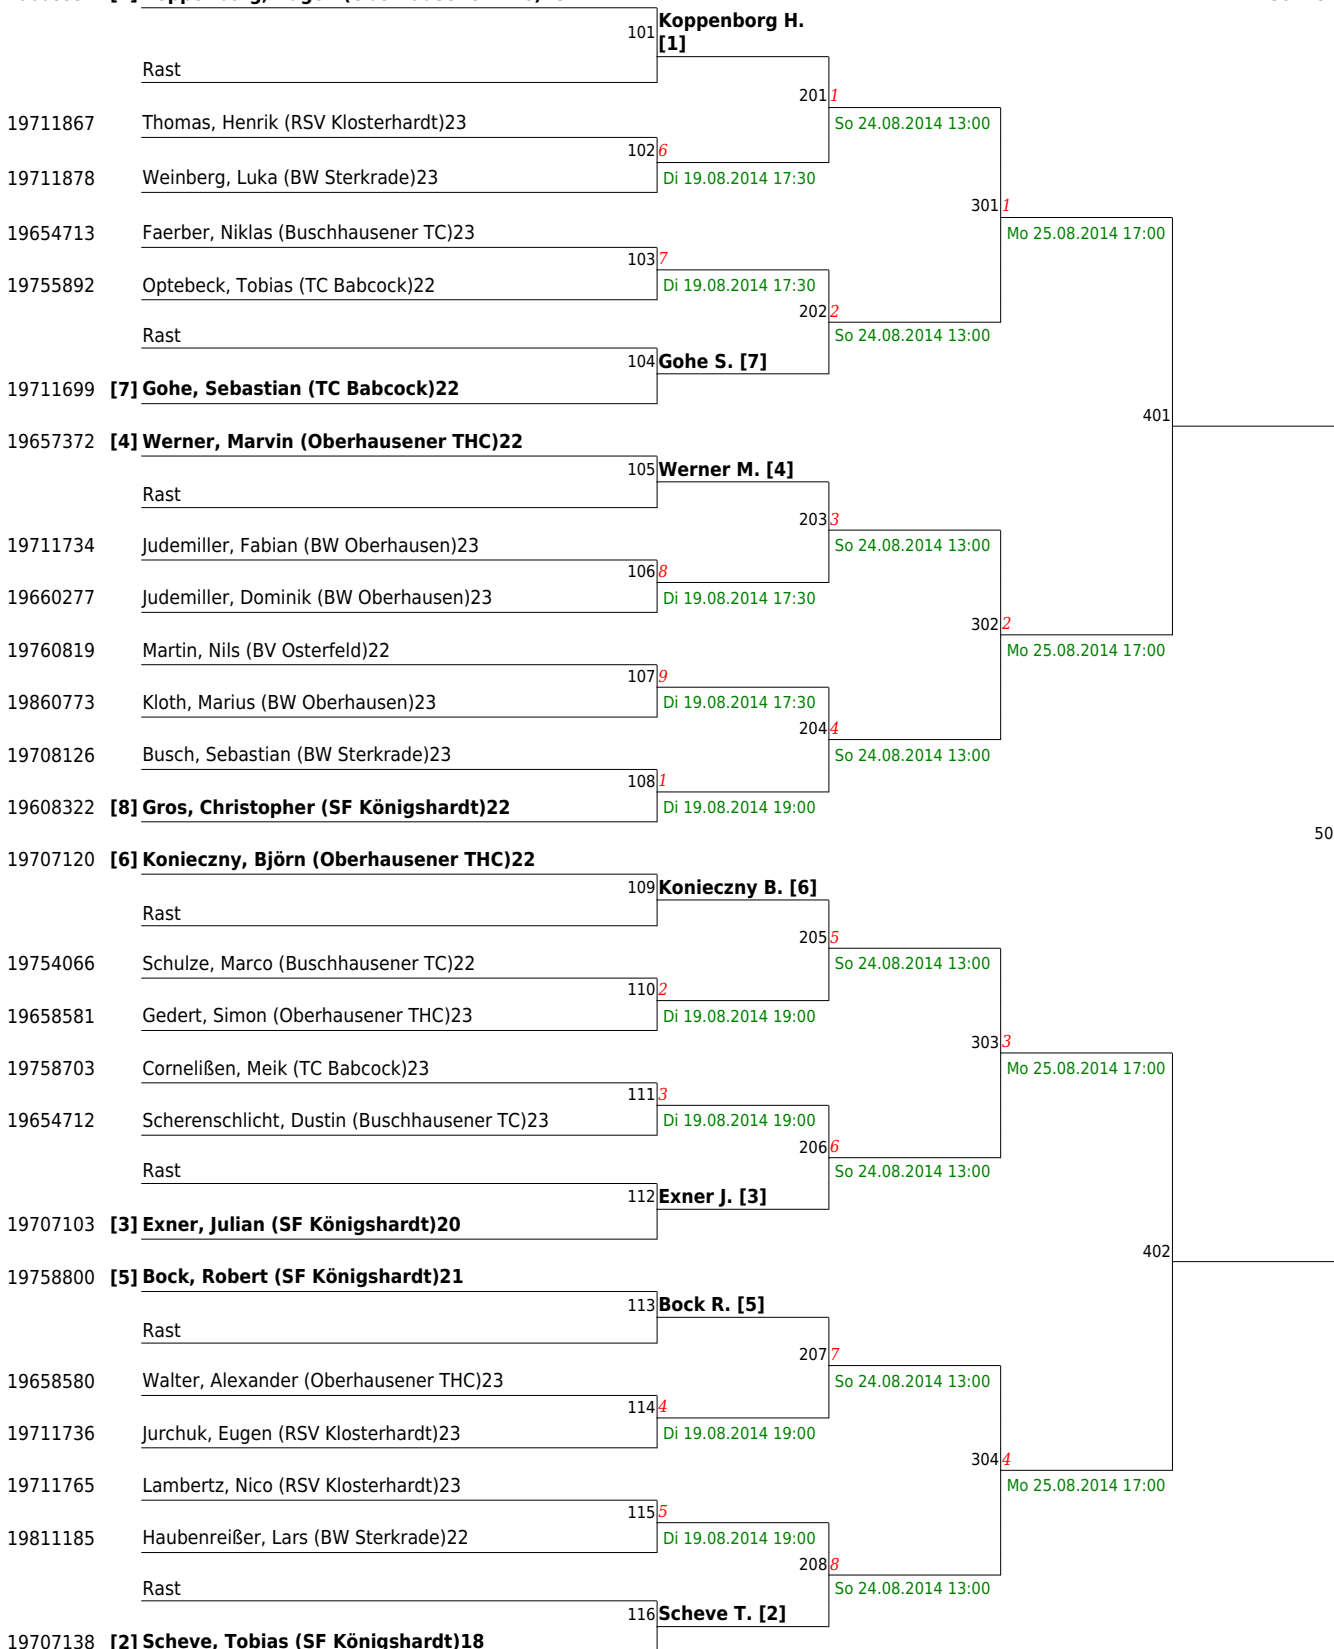 101 Koppenborg H.
[1]
Rast
201 1
19711867 Thomas, Henrik (RSV Klosterhardt)23 So 24.08.2014 13:00
102 6
19711878 Weinberg, Luka (BW Sterkrade)23 Di 19.08.2014 17:30
301 1
19654713 Faerber, Niklas (Buschhausener TC)23 Mo 25.08.2014 17:00
103 7
19755892 Optebeck, Tobias (TC Babcock)22 Di 19.08.2014 17:30
202 2
Rast So 24.08.2014 13:00
104 Gohe S. [7]
19711699 [7] Gohe, Sebastian (TC Babcock)22
401
19657372 [4] Werner, Marvin (Oberhausener THC)22
105 Werner M. [4]
Rast
203 3
19711734 Judemiller, Fabian (BW Oberhausen)23 So 24.08.2014 13:00
106 8
19660277 Judemiller, Dominik (BW Oberhausen)23 Di 19.08.2014 17:30
302 2
19760819 Martin, Nils (BV Osterfeld)22 Mo 25.08.2014 17:00
107 9
19860773 Kloth, Marius (BW Oberhausen)23 Di 19.08.2014 17:30
204 4
19708126 Busch, Sebastian (BW Sterkrade)23 So 24.08.2014 13:00
108 1
19608322 [8] Gros, Christopher (SF Königshardt)22 Di 19.08.2014 19:00
50
19707120 [6] Konieczny, Björn (Oberhausener THC)22
109 Konieczny B. [6]
Rast
205 5
19754066 Schulze, Marco (Buschhausener TC)22 So 24.08.2014 13:00
110 2
19658581 Gedert, Simon (Oberhausener THC)23 Di 19.08.2014 19:00
303 3
19758703 Cornelißen, Meik (TC Babcock)23 Mo 25.08.2014 17:00
111 3
19654712 Scherenschlicht, Dustin (Buschhausener TC)23 Di 19.08.2014 19:00
206 6
Rast So 24.08.2014 13:00
112 Exner J. [3]
19707103 [3] Exner, Julian (SF Königshardt)20
402
19758800 [5] Bock, Robert (SF Königshardt)21
113 Bock R. [5]
Rast
207 7
19658580 Walter, Alexander (Oberhausener THC)23 So 24.08.2014 13:00
114 4
19711736 Jurchuk, Eugen (RSV Klosterhardt)23 Di 19.08.2014 19:00
304 4
19711765 Lambertz, Nico (RSV Klosterhardt)23 Mo 25.08.2014 17:00
115 5
19811185 Haubenreißer, Lars (BW Sterkrade)22 Di 19.08.2014 19:00
208 8
Rast So 24.08.2014 13:00
116 Scheve T. [2]
19707138 [2] Scheve, Tobias (SF Königshardt)18